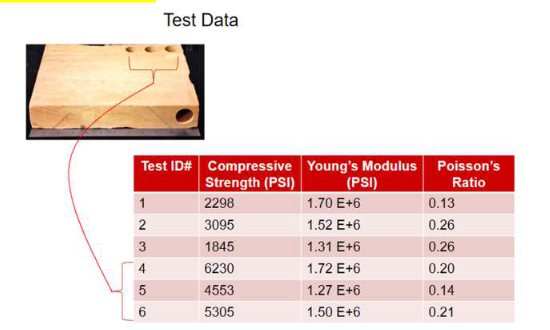 Test Data
Test ID# Compressive Strength (PSI) Young's Modulus (PSI) Poisson's Ratio
1 2298 1.70 E+6 0.13
2 3095 1.52 E+6 0.26
3 1845 1.31 E+6 0.26
4 6230 1.72 E+6 0.20
5 4553 1.27 E+6 0.14
6 5305 1.50 E+6 0.21